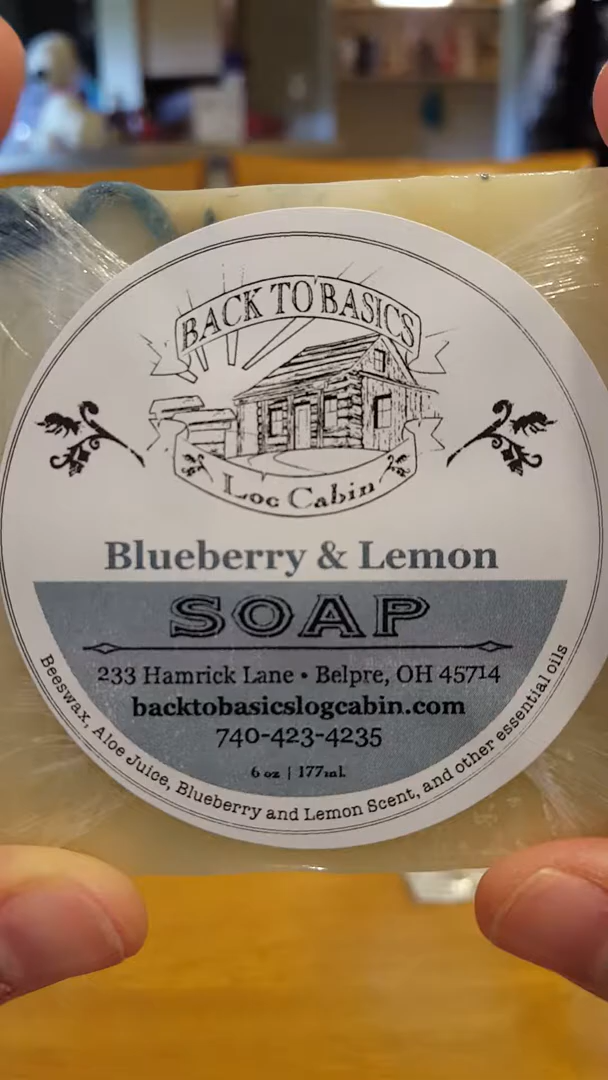 BACK TO BASICS
Log Cabin
Blueberry & Lemon
SOAP
233 Hamrick Lane • Belpre, OH 45714
backtobasicslogcabin.com
740-423-4235
6 oz | 177mL
Beeswax, Aloe Juice, Blueberry and Lemon Scent, and other essential oils